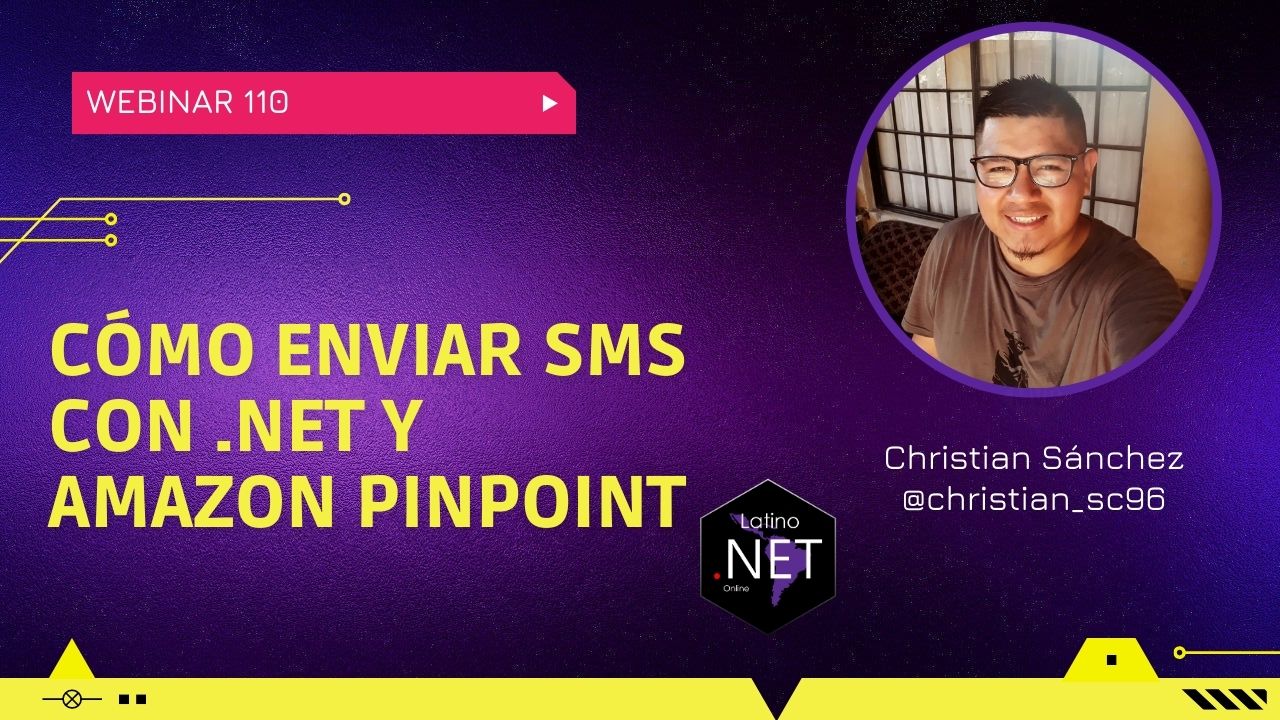 WEBINAR 110
CÓMO ENVIAR SMS
CON .NET Y
AMAZON PINPOINT
Latino
.NET
Online
Christian Sánchez
@christian_sc96